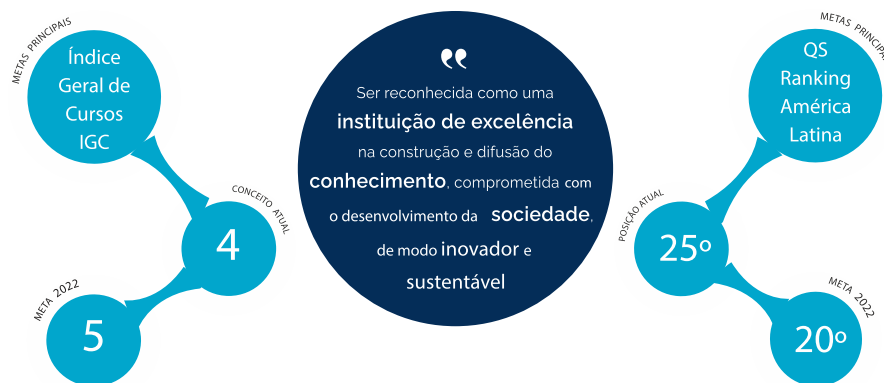 METAS PRINCIPAIS
Índice
Geral de
Cursos
IGC
CONCEITO ATUAL
4
META 2022
5
“
Ser reconhecida como uma
instituição de excelência
na construção e difusão do
conhecimento, comprometida com
o desenvolvimento da sociedade,
de modo inovador e
sustentável
METAS PRINCIPA
QS
Ranking
América
Latina
POSIÇÃO ATUAL
25º
META 2022
20º